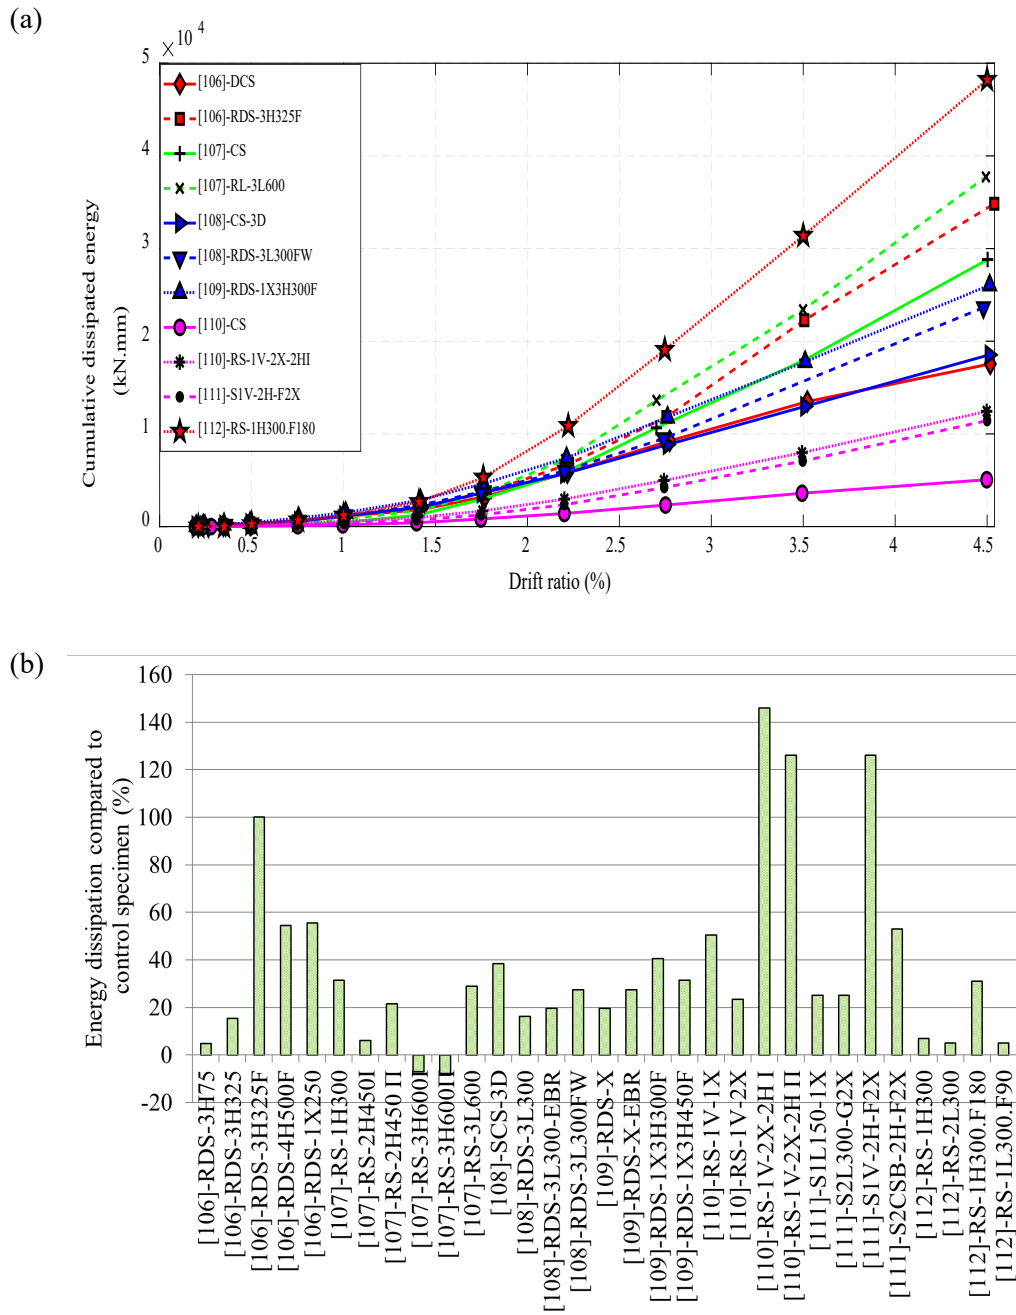 (a)
×10⁴
5
4
3
2
1
0
Cumulative dissipated energy
(kN.mm)
[106]-DCS
[106]-RDS-3H325F
[107]-CS
[107]-RL-3L600
[108]-CS-3D
[108]-RDS-3L300FW
[109]-RDS-1X3H300F
[110]-CS
[110]-RS-1V-2X-2HI
[111]-S1V-2H-F2X
[112]-RS-1H300.F180
0 0.5 1 1.5 2 2.5 3 3.5 4 4.5
Drift ratio (%)
(b)
160
140
120
100
80
60
40
20
0
-20
Energy dissipation compared to
control specimen (%)
[106]-RDS-3H75
[106]-RDS-3H325
[106]-RDS-3H325F
[106]-RDS-4H500F
[106]-RDS-1X250
[107]-RS-1H300
[107]-RS-2H450I
[107]-RS-2H450 II
[107]-RS-3H600I
[107]-RS-3H600II
[107]-RS-3L600
[108]-SCS-3D
[108]-RDS-3L300
[108]-RDS-3L300-EBR
[108]-RDS-3L300FW
[109]-RDS-X
[109]-RDS-X-EBR
[109]-RDS-1X3H300F
[109]-RDS-1X3H450F
[110]-RS-1V-1X
[110]-RS-1V-2X
[110]-RS-1V-2X-2H I
[110]-RS-1V-2X-2H II
[111]-S1L150-1X
[111]-S2L300-G2X
[111]-S1V-2H-F2X
[111]-S2CSB-2H-F2X
[112]-RS-1H300
[112]-RS-2L300
[112]-RS-1H300.F180
[112]-RS-1L300.F90